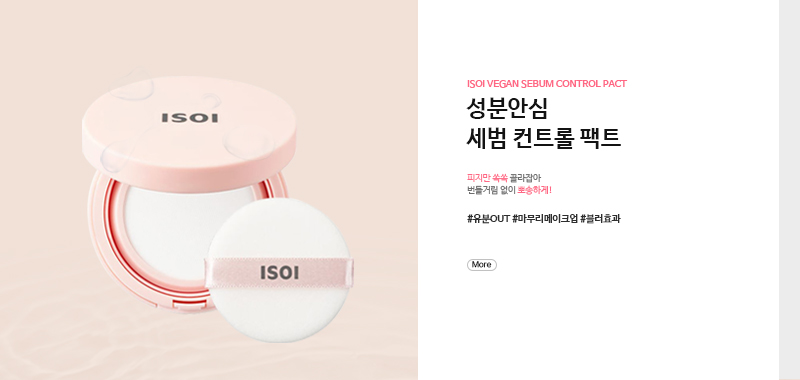 ISOI
ISOI
ISOI VEGAN SEBUM CONTROL PACT
성분안심
세범 컨트롤 팩트
피지만 쏙쏙 골라잡아
번들거림 없이 뽀송하게!
#유분OUT #마무리메이크업 #블러효과
More